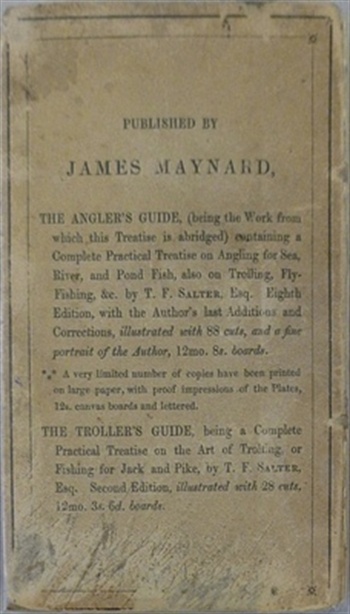 PUBLISHED BY
JAMES MAYNARD,
THE ANGLER'S GUIDE, (being the Work from
which this Treatise is abridged) containing a
Complete Practical Treatise on Angling for Sea,
River, and Pond Fish, also on Trolling, Fly-
Fishing, &c. by T. F. SALTER, Esq. Eighth
Edition, with the Author's last Additions and
Corrections, illustrated with 88 cuts, and a fine
portrait of the Author, 12mo. 8s. boards.
*⁎* A very limited number of copies have been printed
on large paper, with proof impressions of the Plates,
12s. canvas boards and lettered.
THE TROLLER'S GUIDE, being a Complete
Practical Treatise on the Art of Trolling, or
Fishing for Jack and Pike, by T. F. SALTER,
Esq. Second Edition, illustrated with 28 cuts,
12mo. 3s. 6d. boards.